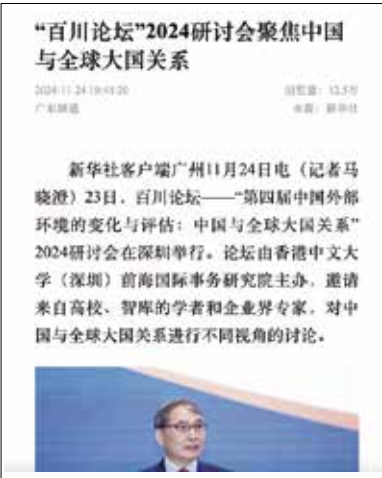 “百川论坛”2024研讨会聚焦中国
与全球大国关系
2024-11-24 19:41:20
浏览量: 12.5万
广东频道
来源: 新华社
新华社客户端广州11月24日电（记者马
晓澄）23日，百川论坛——“第四届中国外部
环境的变化与评估：中国与全球大国关系”
2024研讨会在深圳举行。论坛由香港中文大
学（深圳）前海国际事务研究院主办，邀请
来自高校、智库的学者和企业界专家，对中
国与全球大国关系进行不同视角的讨论。